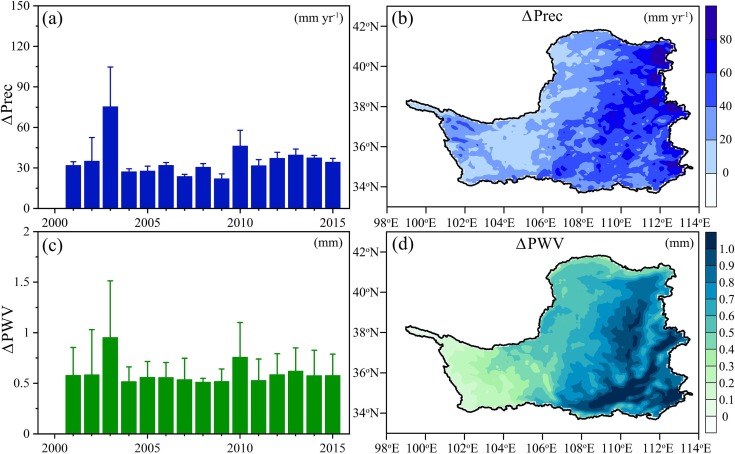 (a)
(mm yr⁻¹)
ΔPrec
150
120
90
60
30
0
2000
2005
2010
2015
(b)
ΔPrec
(mm yr⁻¹)
42°N
40°N
38°N
36°N
34°N
98°E
100°E
102°E
104°E
106°E
108°E
110°E
112°E
114°E
80
60
40
20
0
(c)
(mm)
ΔPWV
2
1.5
1
0.5
0
2000
2005
2010
2015
(d)
ΔPWV
(mm)
42°N
40°N
38°N
36°N
34°N
98°E
100°E
102°E
104°E
106°E
108°E
110°E
112°E
114°E
1.0
0.9
0.8
0.7
0.6
0.5
0.4
0.3
0.2
0.1
0